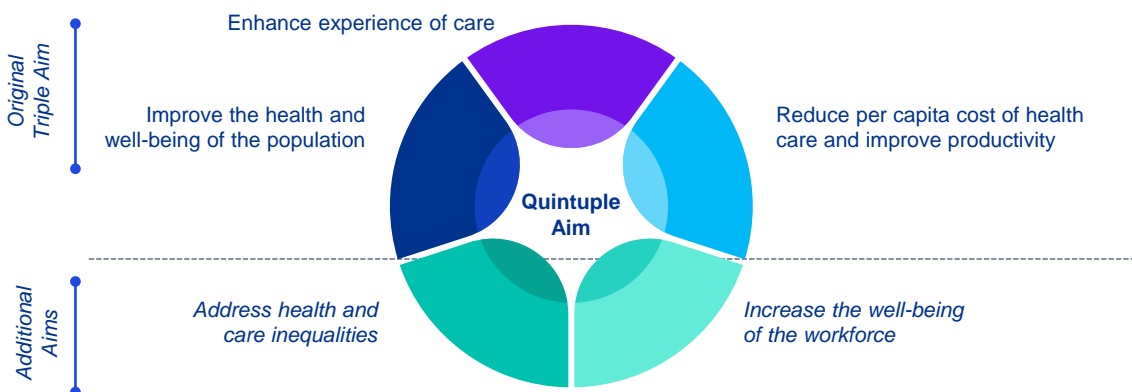 Original
Triple Aim
Enhance experience of care
Improve the health and
well-being of the population
Reduce per capita cost of health
care and improve productivity
Quintuple
Aim
Additional
Aims
Address health and
care inequalities
Increase the well-being
of the workforce